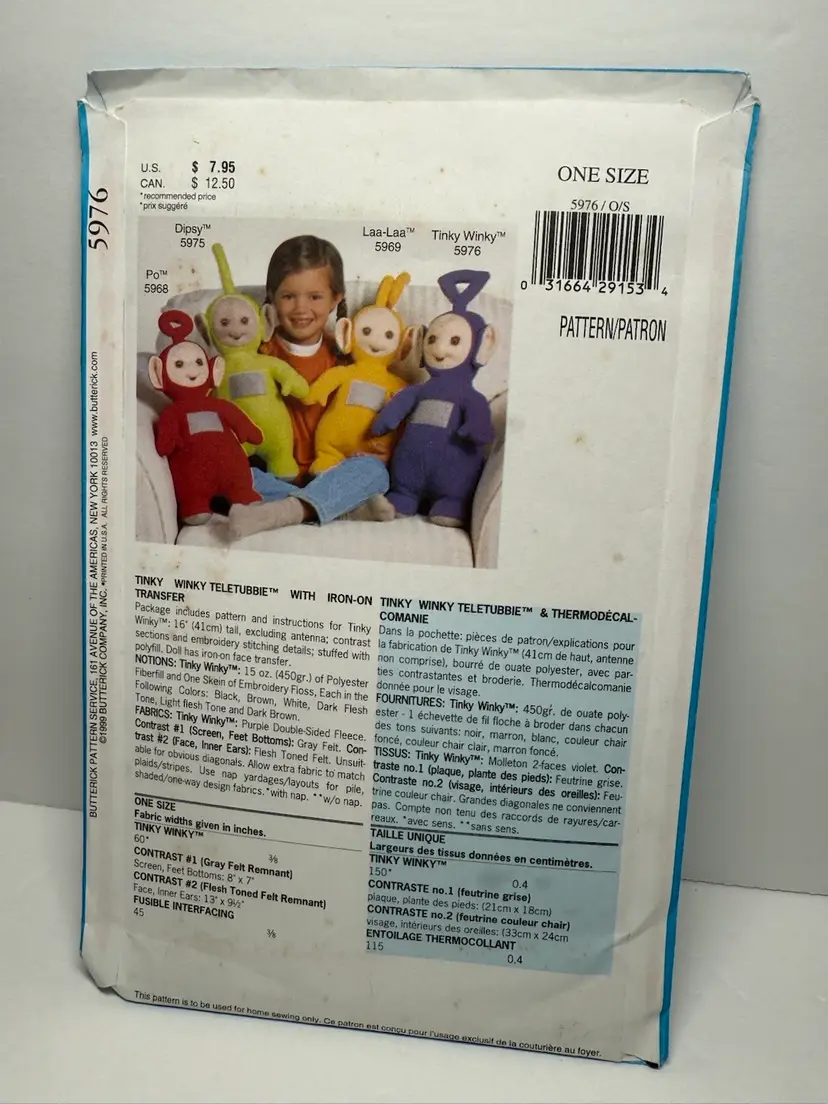 U.S. $ 7.95
CAN. $ 12.50
*recommended price
*prix suggéré
ONE SIZE
5976 / O/S
0 31664 29153 4
PATTERN/PATRON
5976
Dipsy™
5975
Laa-Laa™
5969
Tinky Winky™
5976
Po™
5968
BUTTERICK PATTERN SERVICE, 161 AVENUE OF THE AMERICAS, NEW YORK 10013 www.butterick.com
©1999 BUTTERICK COMPANY, INC. •PRINTED IN U.S.A. ALL RIGHTS RESERVED
TINKY WINKY TELETUBBIE™ WITH IRON-ON
TRANSFER
Package includes pattern and instructions for Tinky
Winky™: 16" (41cm) tall, excluding antenna; contrast
sections and embroidery stitching details; stuffed with
polyfill. Doll has iron-on face transfer.
NOTIONS: Tinky Winky™: 15 oz. (450gr.) of Polyester
Fiberfill and One Skein of Embroidery Floss, Each in the
Following Colors: Black, Brown, White, Dark Flesh
Tone, Light flesh Tone and Dark Brown.
FABRICS: Tinky Winky™: Purple Double-Sided Fleece.
Contrast #1 (Screen, Feet Bottoms): Gray Felt. Con-
trast #2 (Face, Inner Ears): Flesh Toned Felt. Unsuit-
able for obvious diagonals. Allow extra fabric to match
plaids/stripes. Use nap yardages/layouts for pile,
shaded/one-way design fabrics. *with nap. **w/o nap.
ONE SIZE
Fabric widths given in inches.
TINKY WINKY™
60* ⅜
CONTRAST #1 (Gray Felt Remnant)
Screen, Feet Bottoms: 8" x 7"
CONTRAST #2 (Flesh Toned Felt Remnant)
Face, Inner Ears: 13" x 9½"
FUSIBLE INTERFACING
45 ⅜
TINKY WINKY TELETUBBIE™ & THERMODÉCAL-
COMANIE
Dans la pochette: pièces de patron/explications pour
la fabrication de Tinky Winky™ (41cm de haut, antenne
non comprise), bourré de ouate polyester, avec par-
ties contrastantes et broderie. Thermodécalcomanie
donnée pour le visage.
FOURNITURES: Tinky Winky™: 450gr. de ouate poly-
ester - 1 échevette de fil floche à broder dans chacun
des tons suivants: noir, marron, blanc, couleur chair
foncé, couleur chair clair, marron foncé.
TISSUS: Tinky Winky™: Molleton 2-faces violet. Con-
traste no.1 (plaque, plante des pieds): Feutrine grise.
Contraste no.2 (visage, intérieurs des oreilles): Feu-
trine couleur chair. Grandes diagonales ne conviennent
pas. Compte non tenu des raccords de rayures/car-
reaux. *avec sens. **sans sens.
TAILLE UNIQUE
Largeurs des tissus données en centimètres.
TINKY WINKY™
150* 0.4
CONTRASTE no.1 (feutrine grise)
plaque, plante des pieds: (21cm x 18cm)
CONTRASTE no.2 (feutrine couleur chair)
visage, intérieurs des oreilles: (33cm x 24cm
ENTOILAGE THERMOCOLLANT
115 0.4
This pattern is to be used for home sewing only. Ce patron est conçu pour l'usage exclusif de la couturière au foyer.